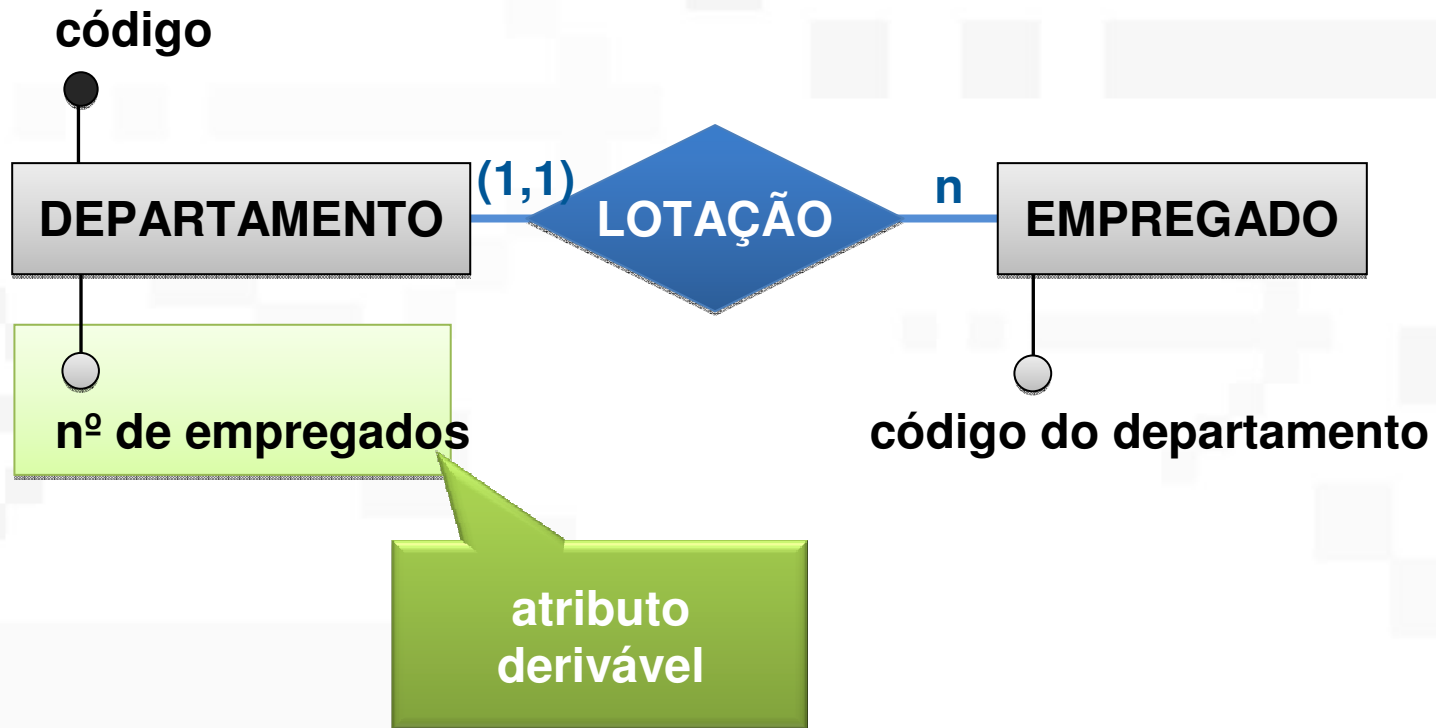 código
DEPARTAMENTO
(1,1)
LOTAÇÃO
n
EMPREGADO
nº de empregados
código do departamento
atributo
derivável